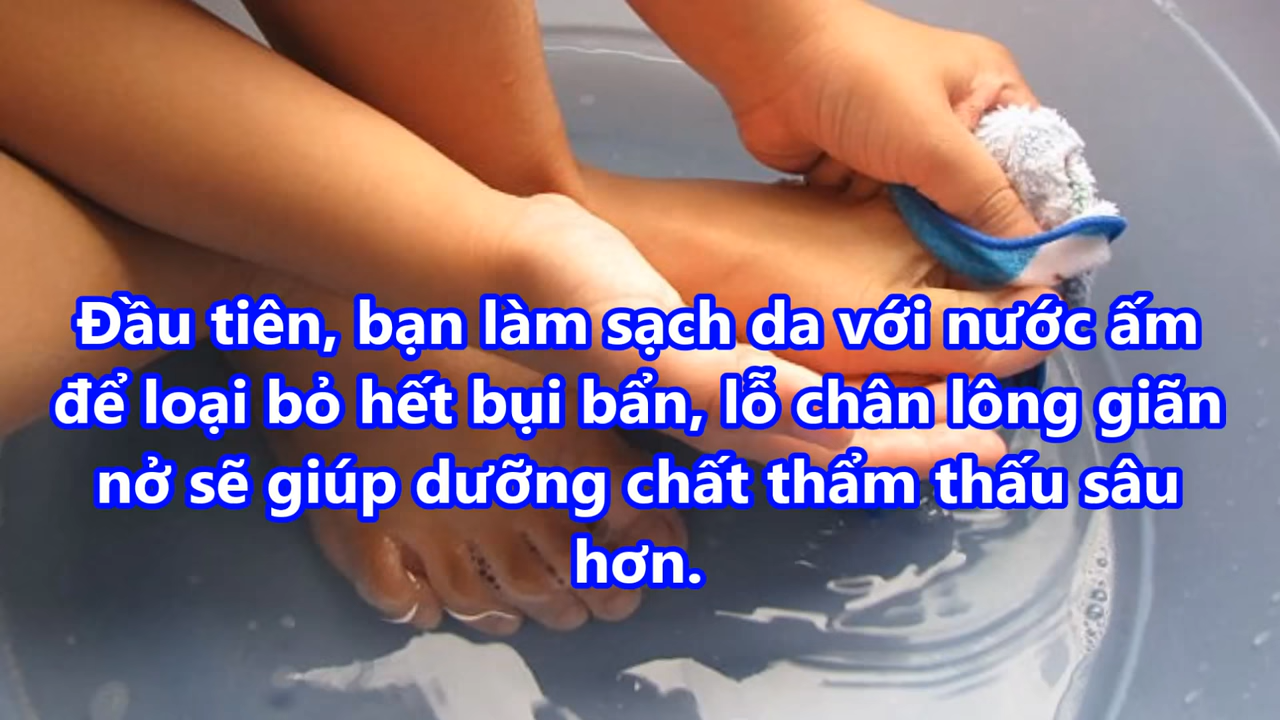 Đầu tiên, bạn làm sạch da với nước ấm
để loại bỏ hết bụi bẩn, lỗ chân lông giãn
nở sẽ giúp dưỡng chất thẩm thấu sâu
hơn.